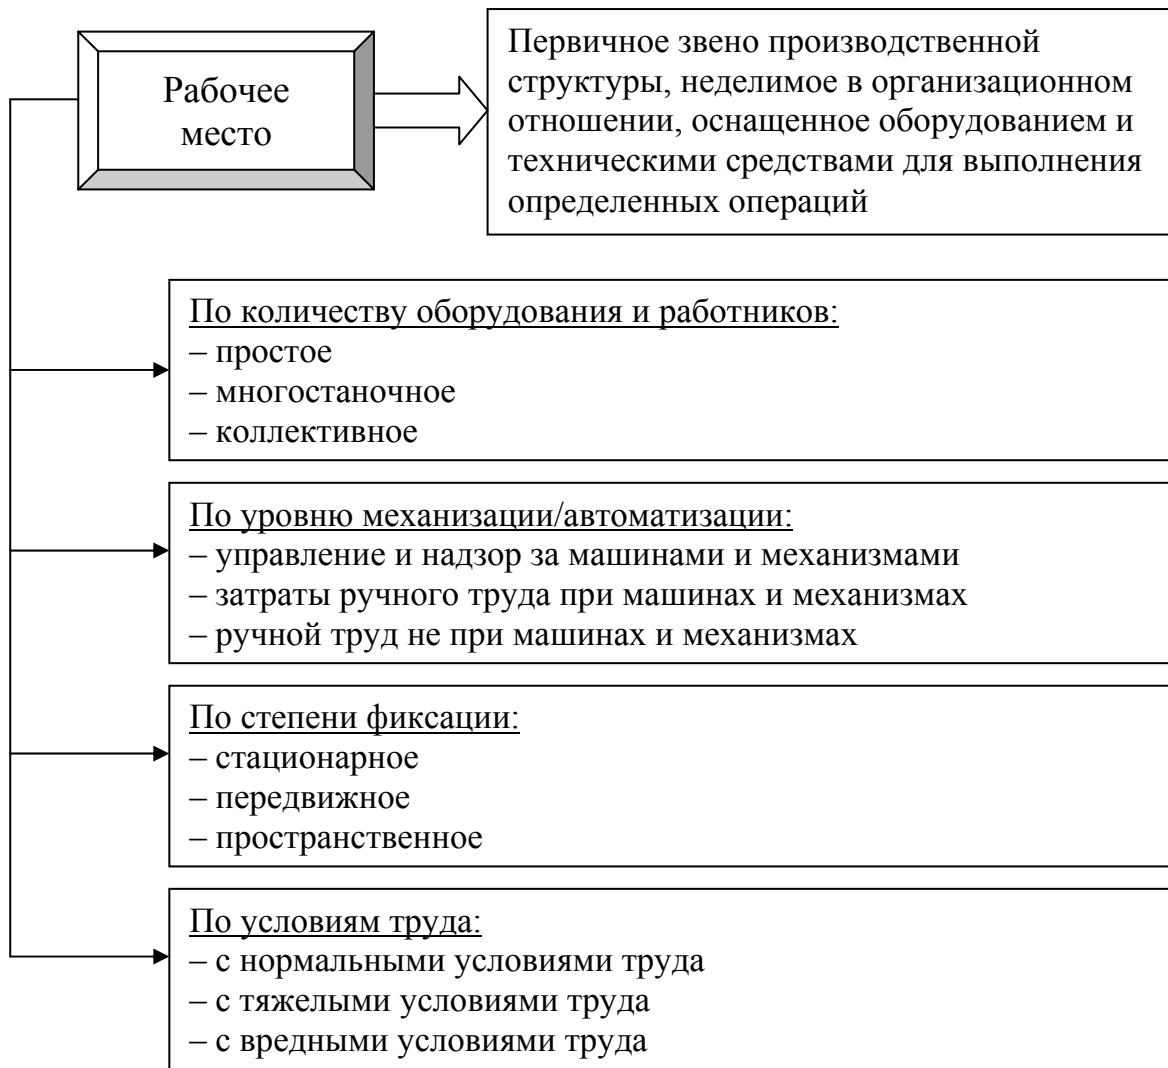 Рабочее
место
Первичное звено производственной
структуры, неделимое в организационном
отношении, оснащенное оборудованием и
техническими средствами для выполнения
определенных операций
По количеству оборудования и работников:
– простое
– многостаночное
– коллективное
По уровню механизации/автоматизации:
– управление и надзор за машинами и механизмами
– затраты ручного труда при машинах и механизмах
– ручной труд не при машинах и механизмах
По степени фиксации:
– стационарное
– передвижное
– пространственное
По условиям труда:
– с нормальными условиями труда
– с тяжелыми условиями труда
– с вредными условиями труда